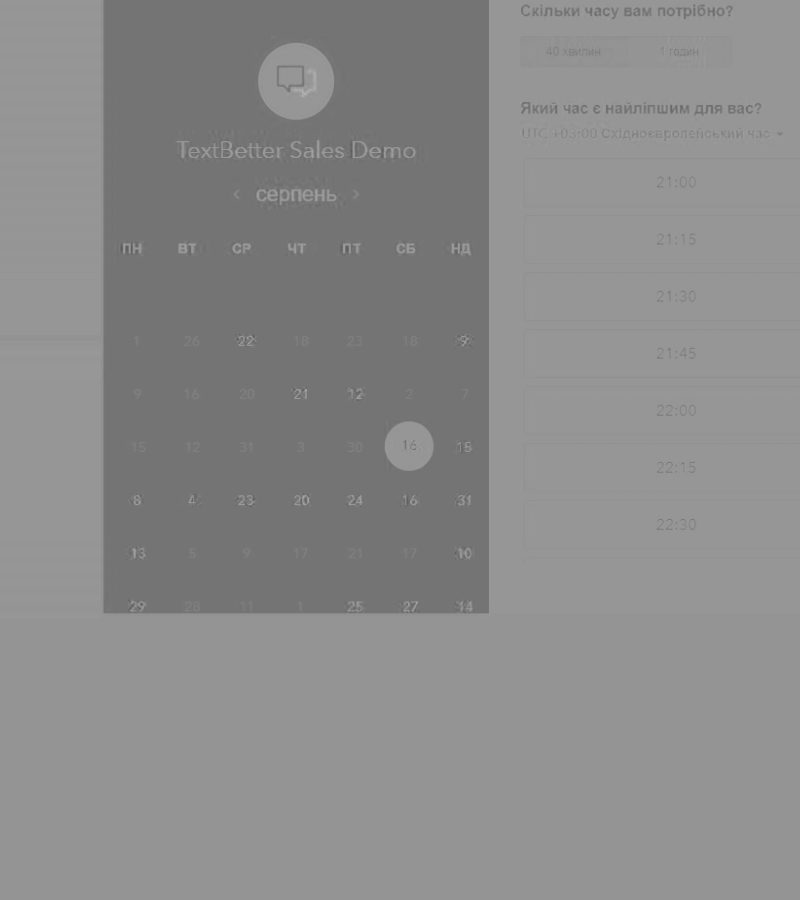 TextBetter Sales Demo
серпень
ПН ВТ СР ЧТ ПТ СБ НД
1 26 22 18 23 18 9
9 16 20 21 12 2 7
15 12 31 3 30 16 15
8 4 23 20 24 16 31
13 5 9 17 21 17 10
29 28 11 1 25 27 14
Скільки часу вам потрібно?
40 хвилин 1 годин
Який час є найліпшим для вас?
UTC +03:00 Східноєвропейський час
21:00
21:15
21:30
21:45
22:00
22:15
22:30